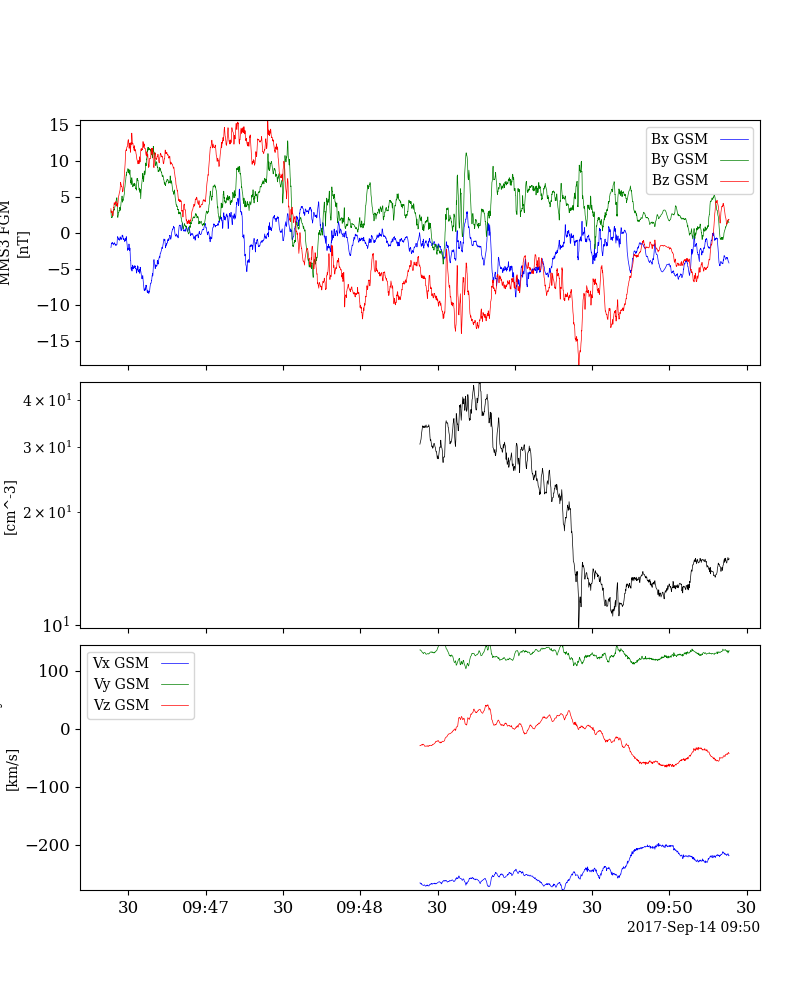 15
10
5
0
−5
−10
−15
MMS3 FGM
[nT]
Bx GSM
By GSM
Bz GSM
4 × 10¹
3 × 10¹
2 × 10¹
10¹
[cm^-3]
Vx GSM
Vy GSM
Vz GSM
100
0
−100
−200
[km/s]
30 09:47 30 09:48 30 09:49 30 09:50 30
2017-Sep-14 09:50